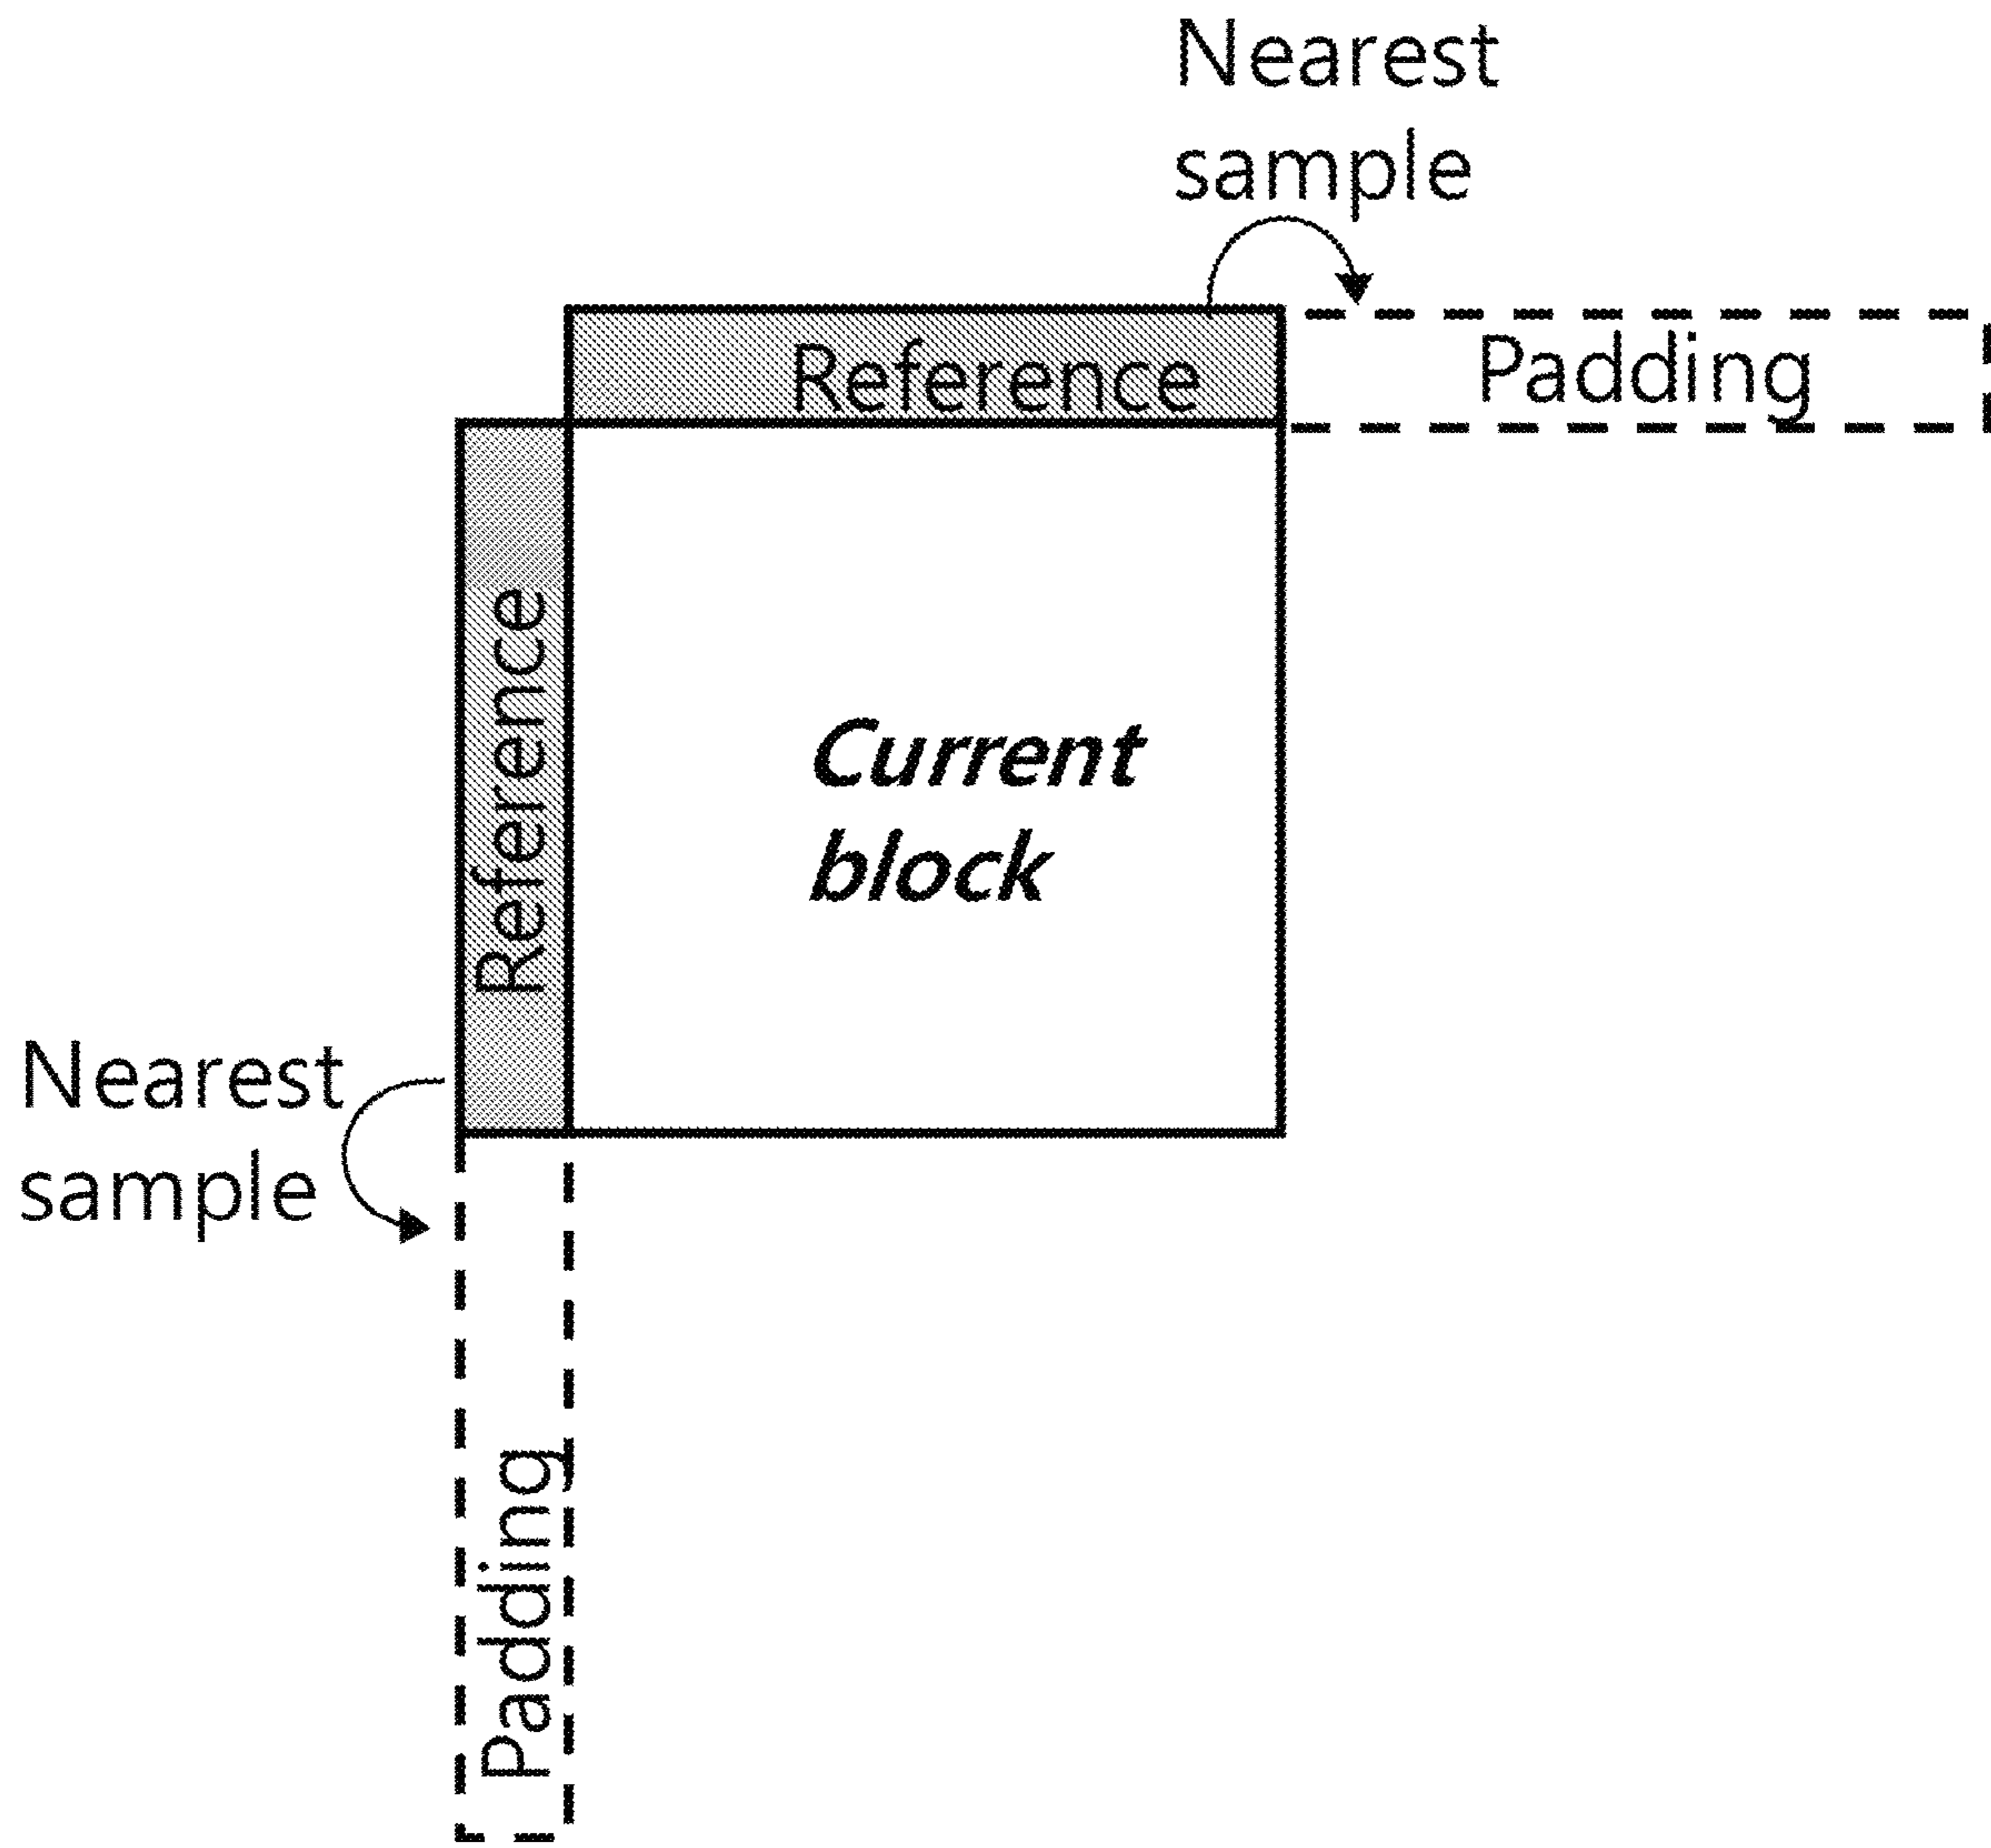 Nearest
sample
Reference
Padding
Reference
Current
block
Nearest
sample
Padding